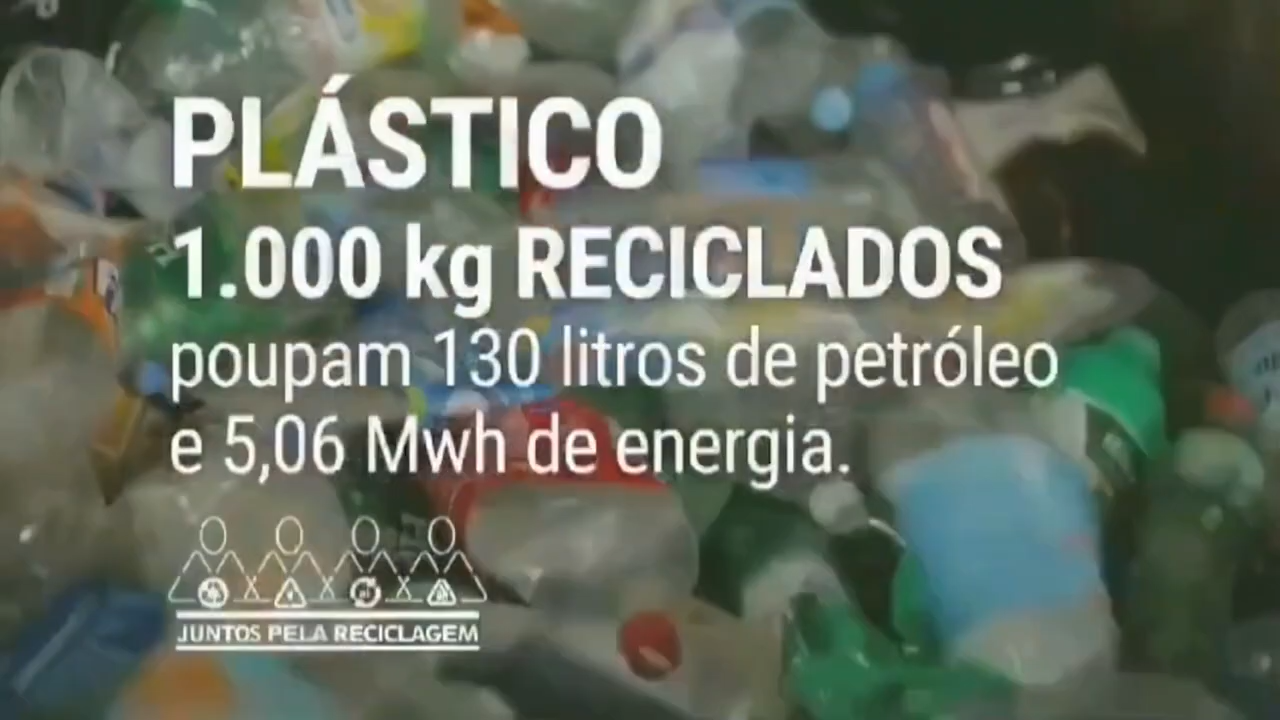 PLÁSTICO
1.000 kg RECICLADOS
poupam 130 litros de petróleo
e 5,06 Mwh de energia.
JUNTOS PELA RECICLAGEM